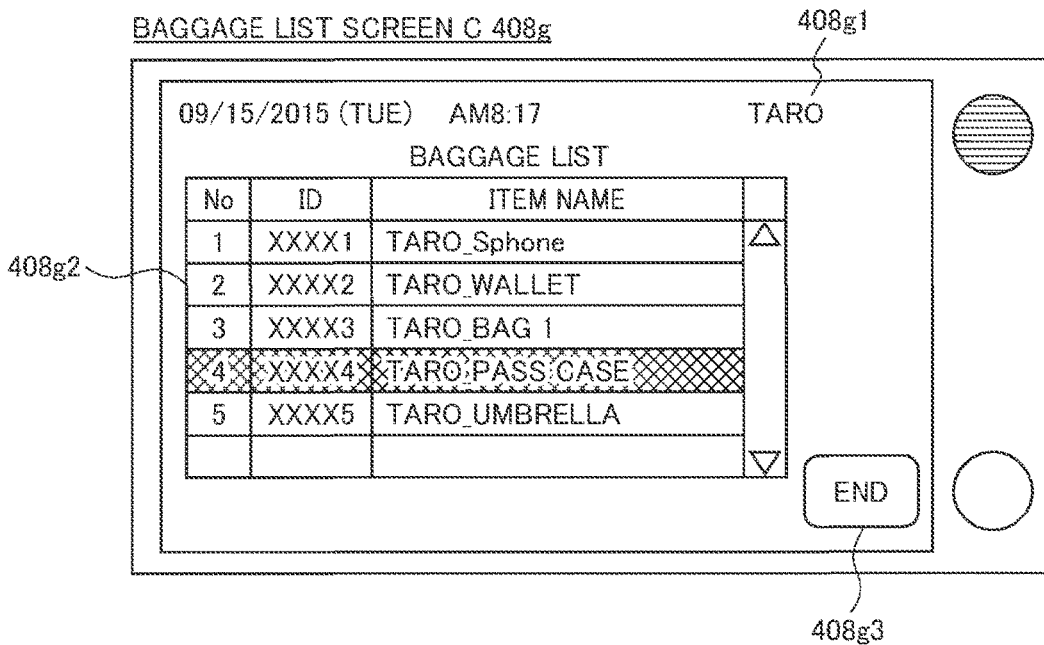 BAGGAGE LIST SCREEN C 408g
408g1
09/15/2015 (TUE) AM8:17 TARO
BAGGAGE LIST
No ID ITEM NAME
1 XXXX1 TARO_Sphone
408g2
2 XXXX2 TARO_WALLET
3 XXXX3 TARO_BAG 1
4 XXXX4 TARO_PASS CASE
5 XXXX5 TARO_UMBRELLA
END
408g3